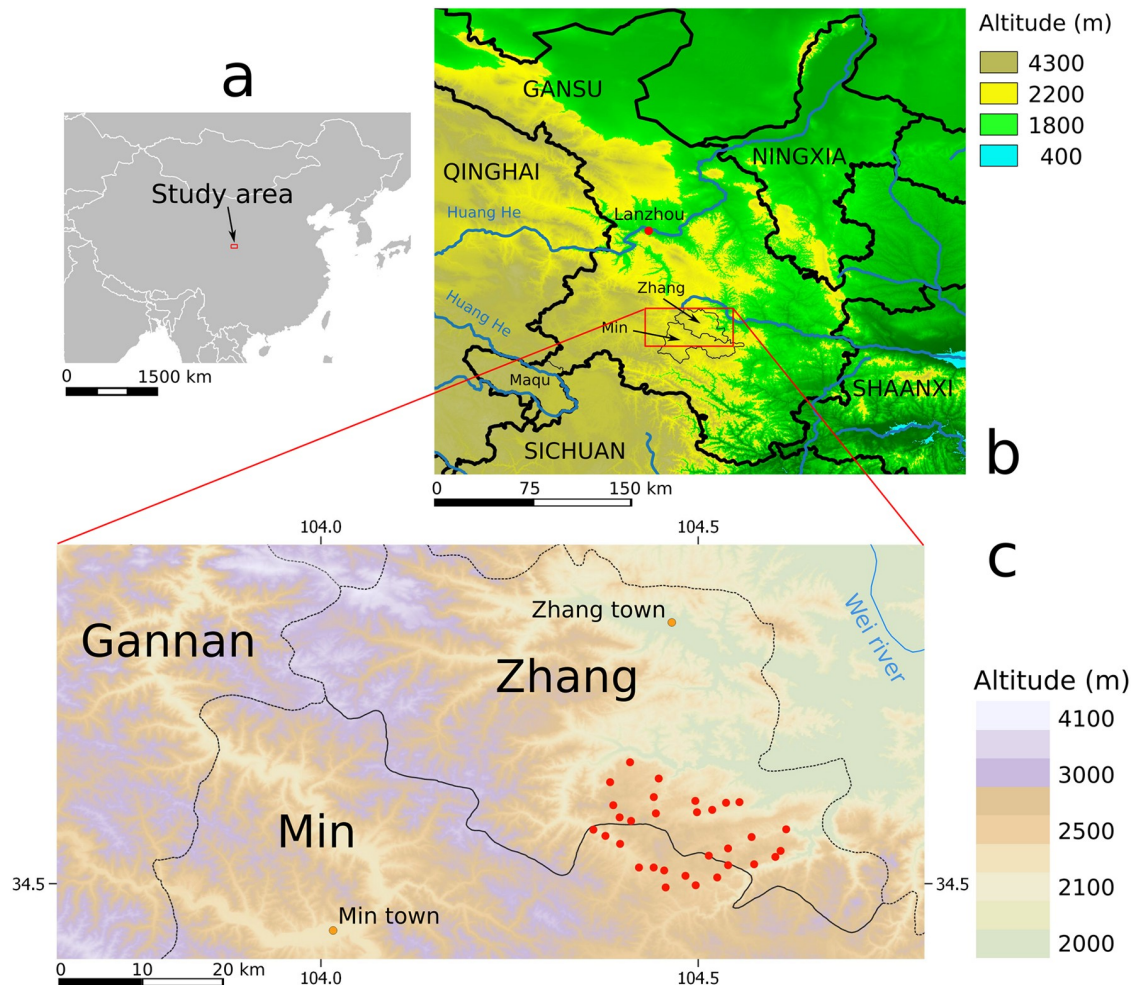 a
Study area
0
1500 km
Altitude (m)
4300
2200
1800
400
GANSU
NINGXIA
QINGHAI
Lanzhou
Huang He
Zhang
Huang He
Min
Maqu
SHAANXI
SICHUAN
b
0
75
150 km
104.0
104.5
c
Zhang town
Gannan
Wei river
Zhang
Min
34.5
34.5
Min town
0
10
20 km
104.0
104.5
Altitude (m)
4100
3000
2500
2100
2000